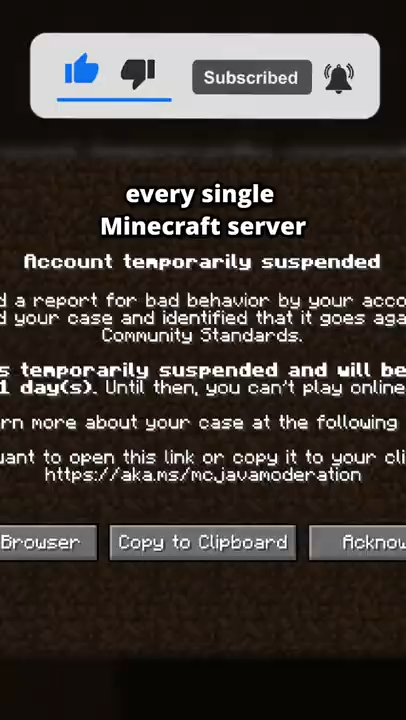 Subscribed
every single
Minecraft server
Account temporarily suspended
d a report for bad behavior by your acco
d your case and identified that it goes aga
Community Standards.
s temporarily suspended and will be
1 day(s). Until then, you can't play online
rn more about your case at the following
want to open this link or copy it to your cli
https://aka.ms/mcjavamoderation
Browser
Copy to Clipboard
Acknow